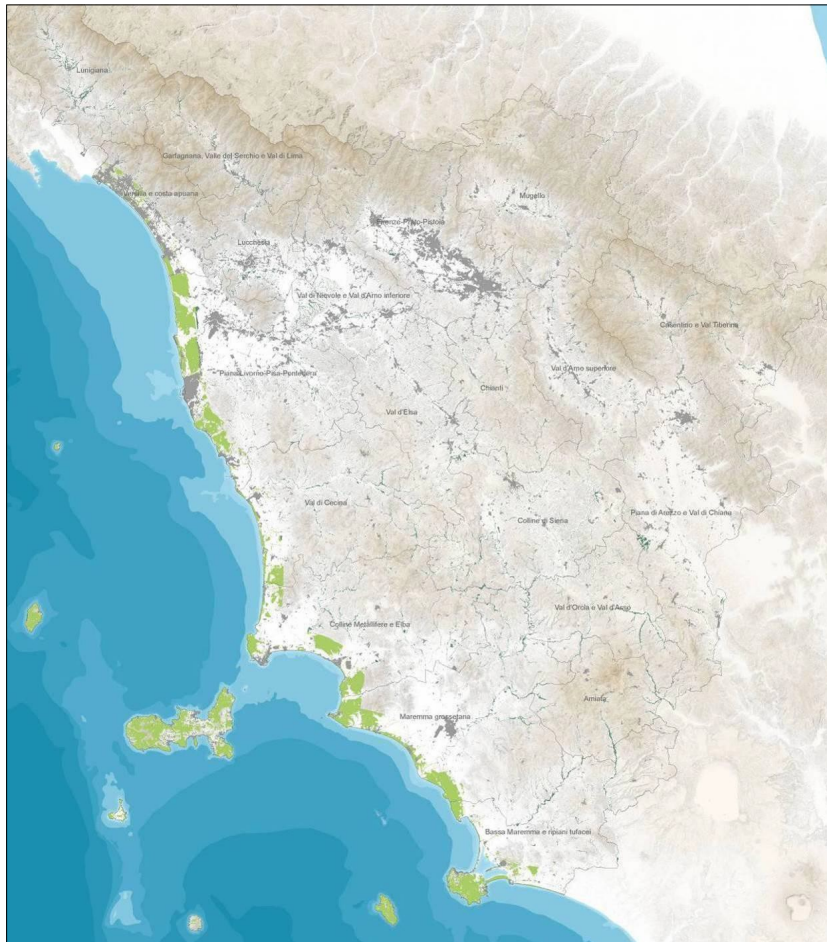 Lunigiana
Garfagnana, Valle del Serchio e Val di Lima
Versilia e costa apuana
Mugello
Firenze-Prato-Pistoia
Lucchesia
Val di Nievole e Val d'Arno inferiore
Casentino e Val Tiberina
Piana Livorno-Pisa-Pontedera
Val d'Arno superiore
Chianti
Val d'Elsa
Val di Cecina
Piana di Arezzo e Val di Chiana
Colline di Siena
Val d'Orcia e Val d'Asso
Colline Metallifere e Elba
Amiata
Maremma grossetana
Bassa Maremma e ripiani tufacei